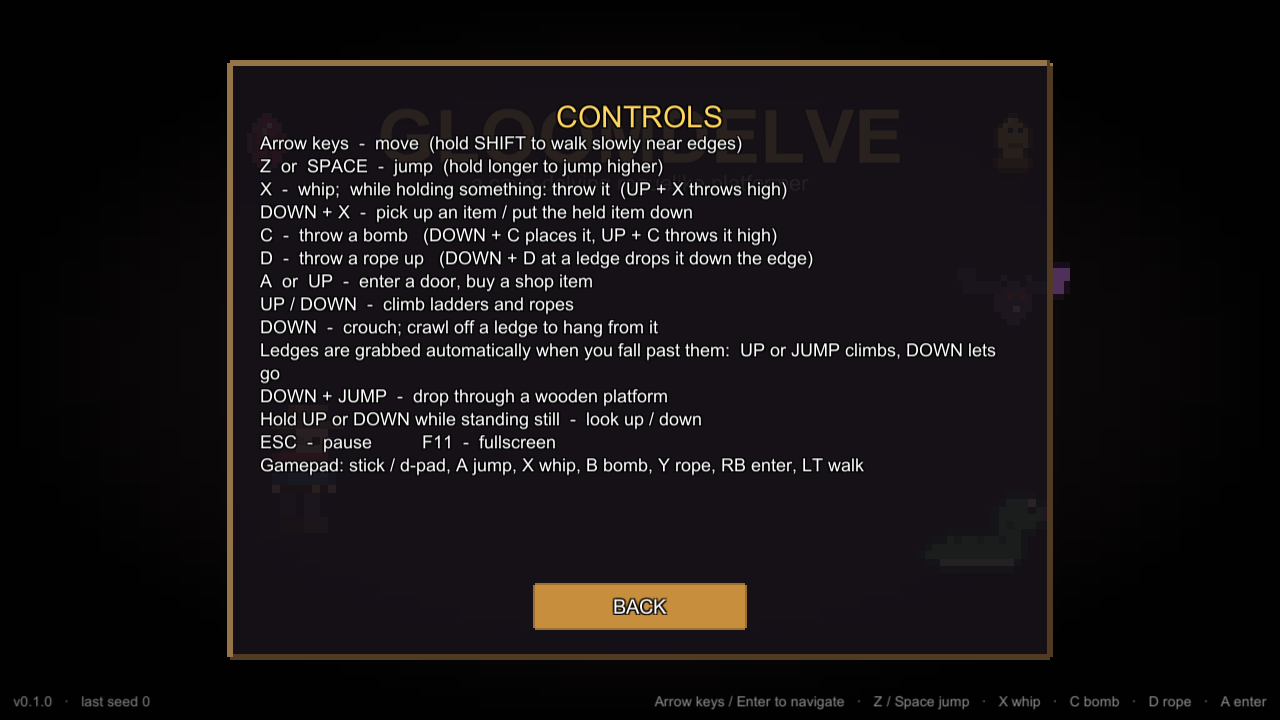 GLOOMDELVE
CONTROLS
Arrow keys - move (hold SHIFT to walk slowly near edges)
Z or SPACE - jump (hold longer to jump higher)
X - whip; while holding something: throw it (UP + X throws high)
DOWN + X - pick up an item / put the held item down
C - throw a bomb (DOWN + C places it, UP + C throws it high)
D - throw a rope up (DOWN + D at a ledge drops it down the edge)
A or UP - enter a door, buy a shop item
UP / DOWN - climb ladders and ropes
DOWN - crouch; crawl off a ledge to hang from it
Ledges are grabbed automatically when you fall past them: UP or JUMP climbs, DOWN lets
go
DOWN + JUMP - drop through a wooden platform
Hold UP or DOWN while standing still - look up / down
ESC - pause F11 - fullscreen
Gamepad: stick / d-pad, A jump, X whip, B bomb, Y rope, RB enter, LT walk
BACK
v0.1.0 · last seed 0
Arrow keys / Enter to navigate · Z / Space jump · X whip · C bomb · D rope · A enter